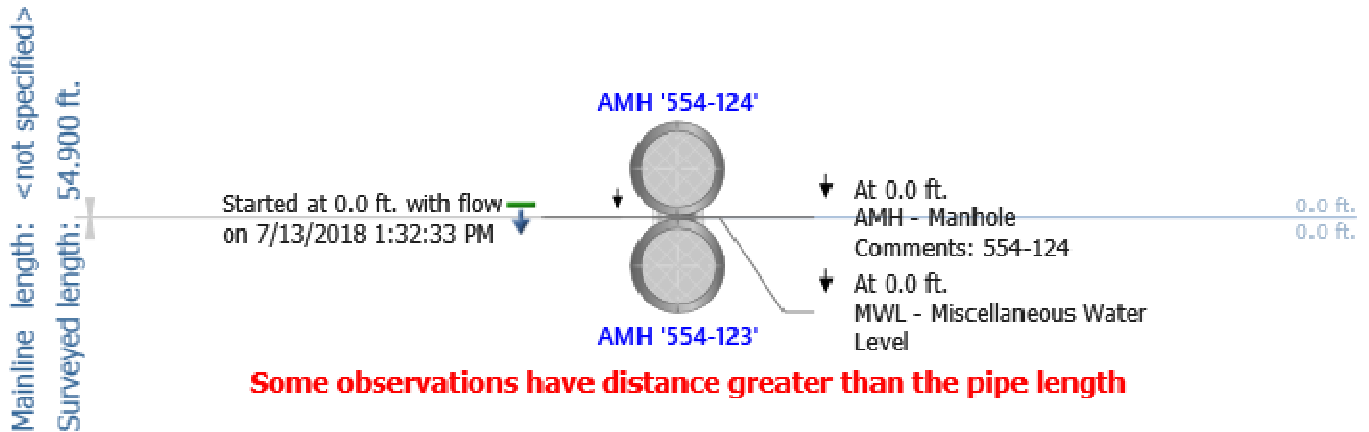 Mainline length: <not specified>
Surveyed length: 54.900 ft.
AMH '554-124'
Started at 0.0 ft. with flow
on 7/13/2018 1:32:33 PM
At 0.0 ft.
AMH - Manhole
Comments: 554-124
0.0 ft.
0.0 ft.
At 0.0 ft.
MWL - Miscellaneous Water
Level
AMH '554-123'
Some observations have distance greater than the pipe length